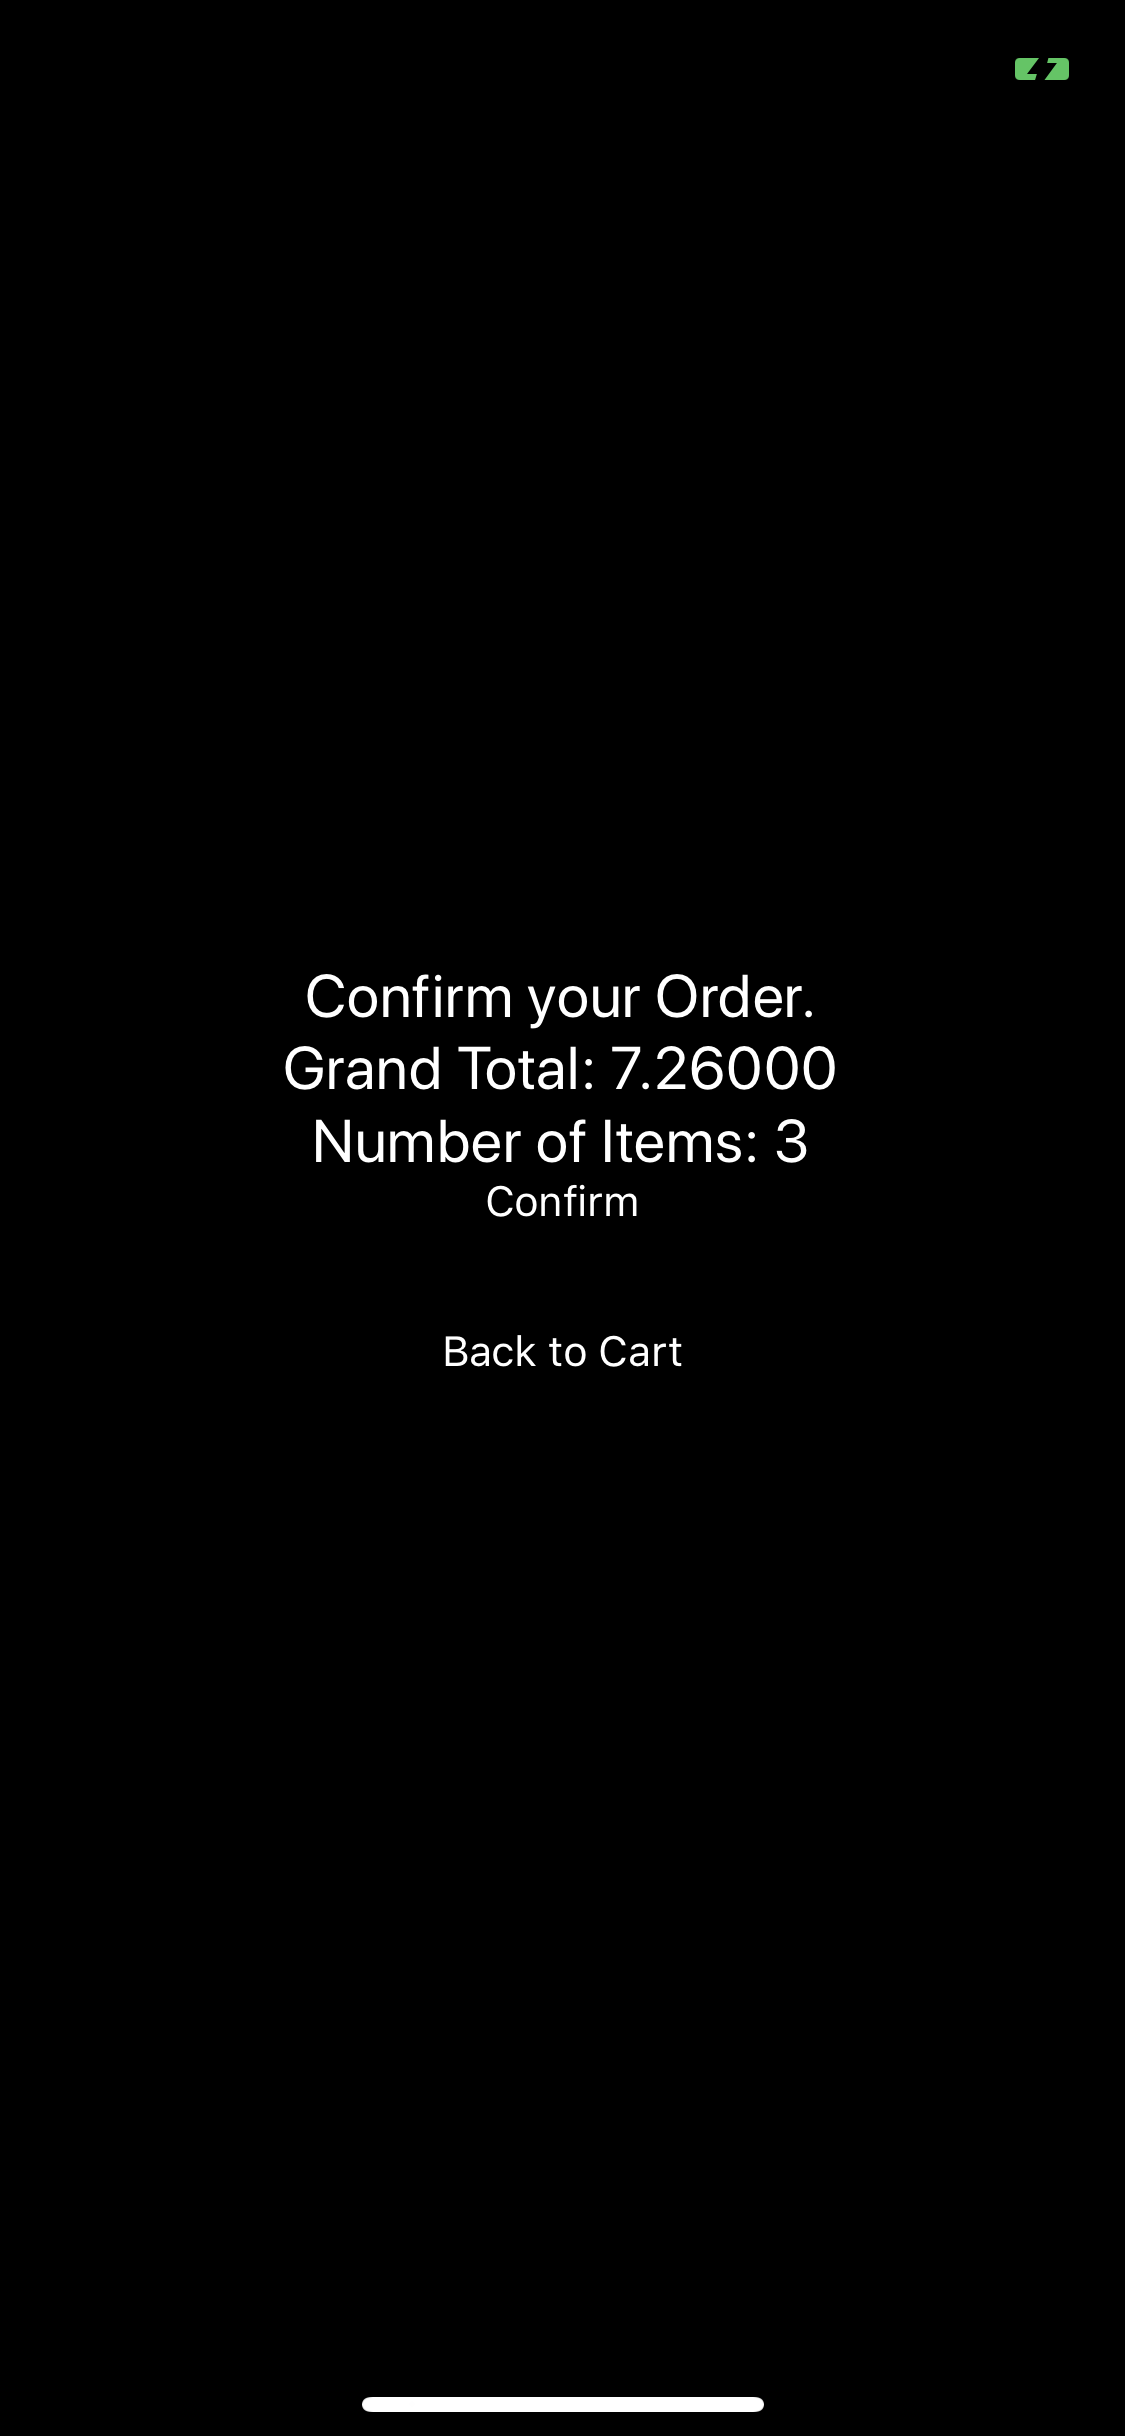 Confirm your Order.
Grand Total: 7.26000
Number of Items: 3
Confirm
Back to Cart